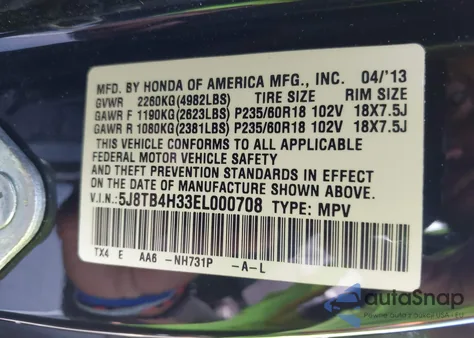 MFD. BY HONDA OF AMERICA MFG., INC. 04/'13
GVWR 2260KG(4982LBS) TIRE SIZE RIM SIZE
GAWR F 1190KG(2623LBS) P235/60R18 102V 18X7.5J
GAWR R 1080KG(2381LBS) P235/60R18 102V 18X7.5J
THIS VEHICLE CONFORMS TO ALL APPLICABLE
FEDERAL MOTOR VEHICLE SAFETY
AND THEFT PREVENTION STANDARDS IN EFFECT
ON THE DATE OF MANUFACTURE SHOWN ABOVE.
V.I.N.:5J8TB4H33EL000708 TYPE: MPV
TX4 E AA6 -NH731P -A-L
autoSnap